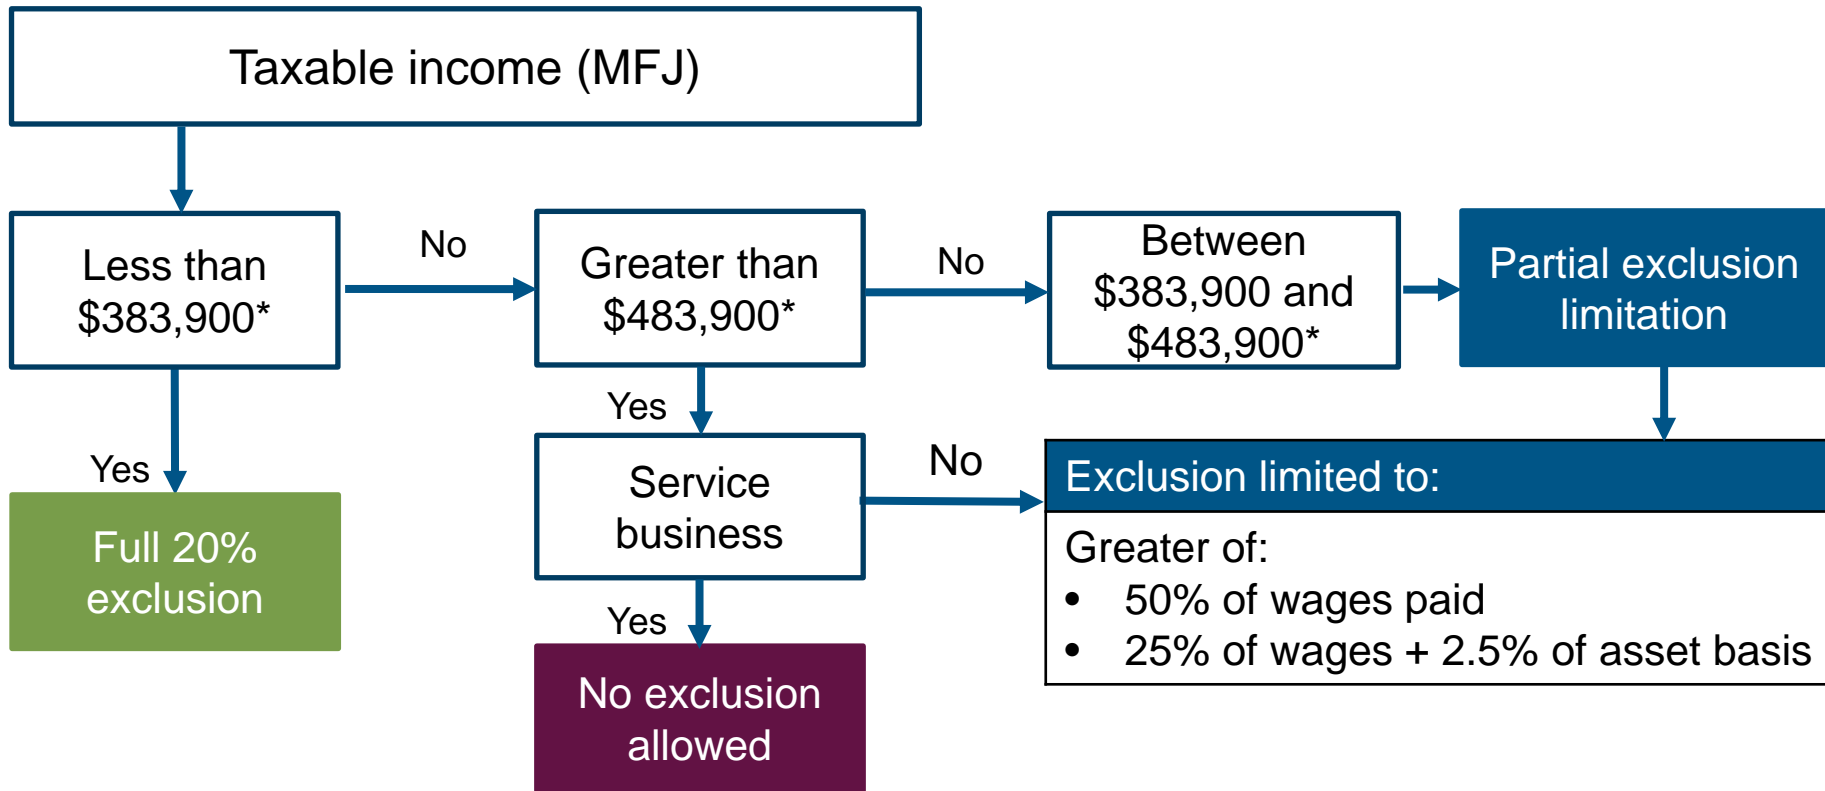 Taxable income (MFJ)
Less than
$383,900*
No
Greater than
$483,900*
No
Between
$383,900 and
$483,900*
Partial exclusion
limitation
Yes
Full 20%
exclusion
Yes
Service
business
No
Exclusion limited to:
Greater of:
• 50% of wages paid
• 25% of wages + 2.5% of asset basis
Yes
No exclusion
allowed